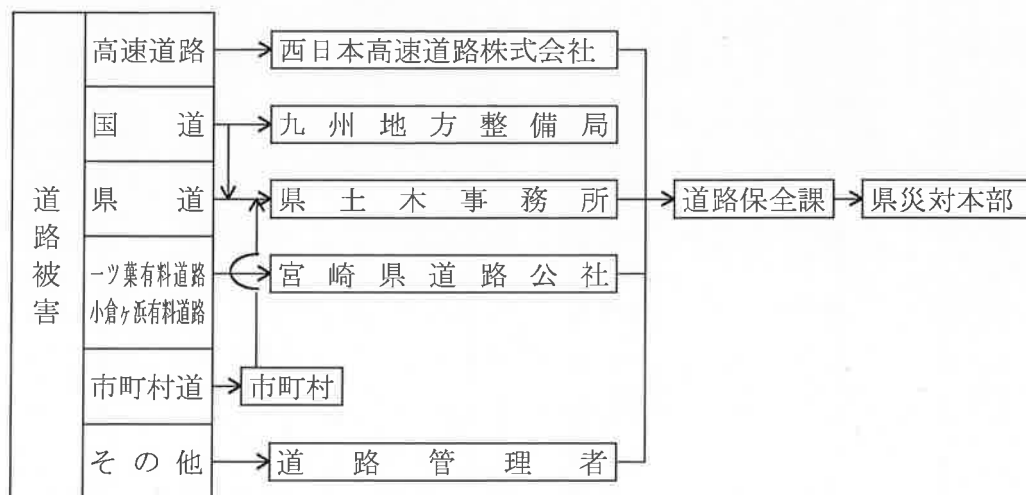 道路被害
高速道路
西日本高速道路株式会社
国道
九州地方整備局
県道
県土木事務所
道路保全課
県災対本部
一ツ葉有料道路
小倉ヶ浜有料道路
宮崎県道路公社
市町村道
市町村
その他
道路管理者